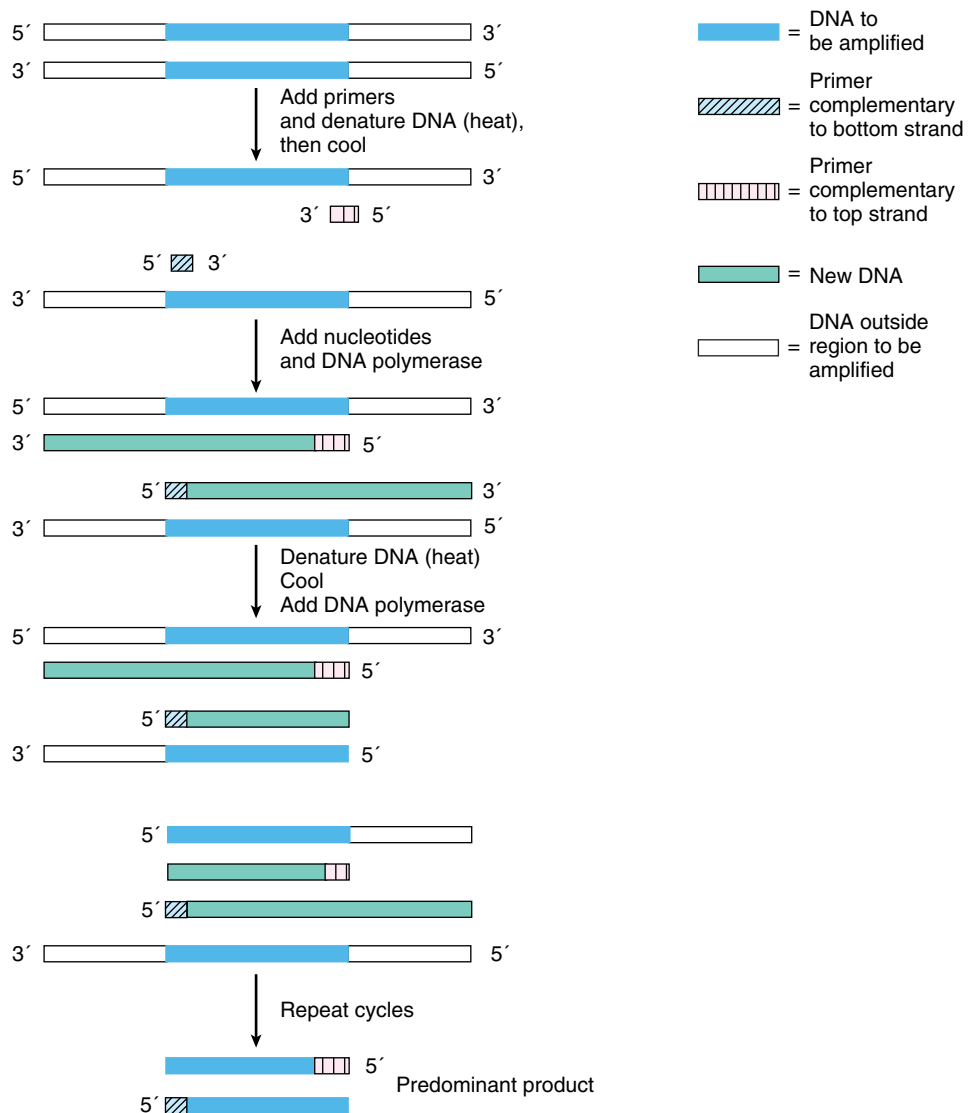 5´ 3´
3´ 5´
Add primers
and denature DNA (heat),
then cool
5´ 3´
3´ 5´
5´ 3´
3´ 5´
Add nucleotides
and DNA polymerase
5´ 3´
3´ 5´
5´ 3´
3´ 5´
Denature DNA (heat)
Cool
Add DNA polymerase
5´ 3´
5´
5´
3´ 5´
5´
5´
3´ 5´
Repeat cycles
5´
Predominant product
5´
= DNA to
be amplified
Primer
= complementary
to bottom strand
Primer
= complementary
to top strand
= New DNA
DNA outside
= region to be
amplified